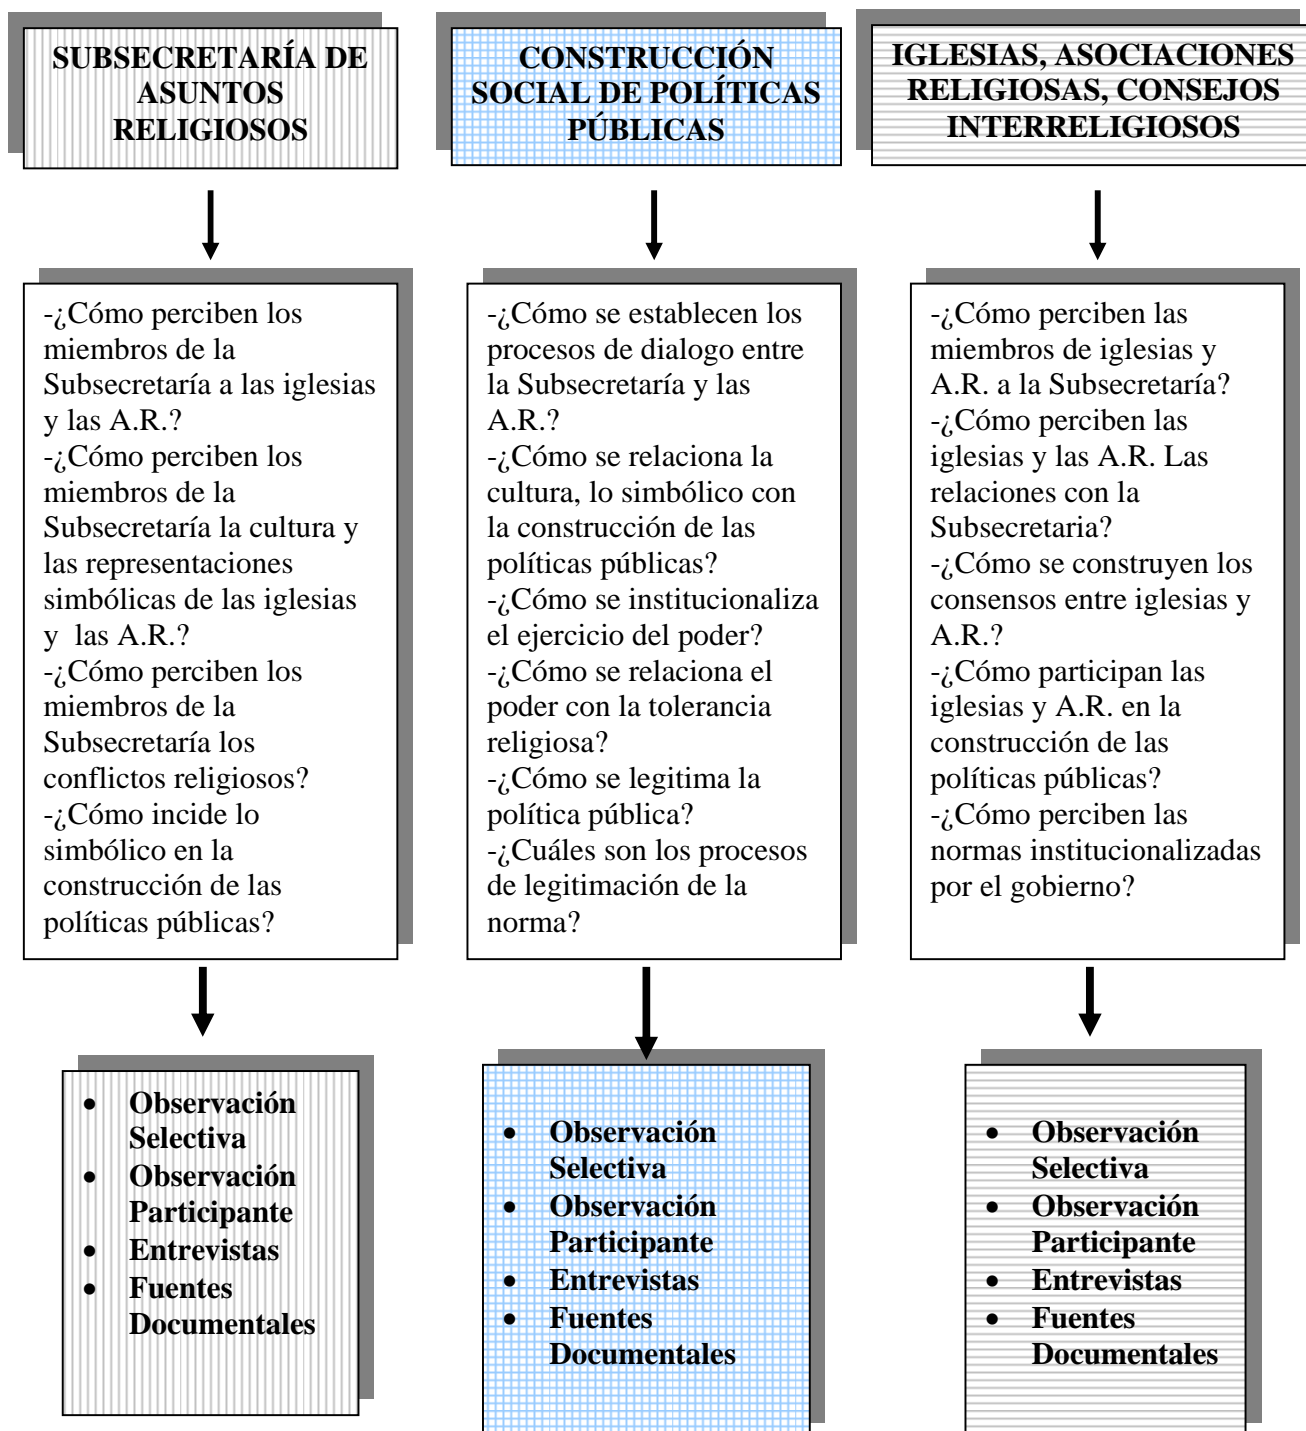 SUBSECRETARÍA DE
ASUNTOS
RELIGIOSOS
CONSTRUCCIÓN
SOCIAL DE POLÍTICAS
PÚBLICAS
IGLESIAS, ASOCIACIONES
RELIGIOSAS, CONSEJOS
INTERRELIGIOSOS
-¿Cómo perciben los
miembros de la
Subsecretaría a las iglesias
y las A.R.?
-¿Cómo perciben los
miembros de la
Subsecretaría la cultura y
las representaciones
simbólicas de las iglesias
y las A.R.?
-¿Cómo perciben los
miembros de la
Subsecretaría los
conflictos religiosos?
-¿Cómo incide lo
simbólico en la
construcción de las
políticas públicas?
-¿Cómo se establecen los
procesos de dialogo entre
la Subsecretaría y las
A.R.?
-¿Cómo se relaciona la
cultura, lo simbólico con
la construcción de las
políticas públicas?
-¿Cómo se institucionaliza
el ejercicio del poder?
-¿Cómo se relaciona el
poder con la tolerancia
religiosa?
-¿Cómo se legitima la
política pública?
-¿Cuáles son los procesos
de legitimación de la
norma?
-¿Cómo perciben las
miembros de iglesias y
A.R. a la Subsecretaría?
-¿Cómo perciben las
iglesias y las A.R. Las
relaciones con la
Subsecretaria?
-¿Cómo se construyen los
consensos entre iglesias y
A.R.?
-¿Cómo participan las
iglesias y A.R. en la
construcción de las
políticas públicas?
-¿Cómo perciben las
normas institucionalizadas
por el gobierno?
• Observación
Selectiva
• Observación
Participante
• Entrevistas
• Fuentes
Documentales
• Observación
Selectiva
• Observación
Participante
• Entrevistas
• Fuentes
Documentales
• Observación
Selectiva
• Observación
Participante
• Entrevistas
• Fuentes
Documentales